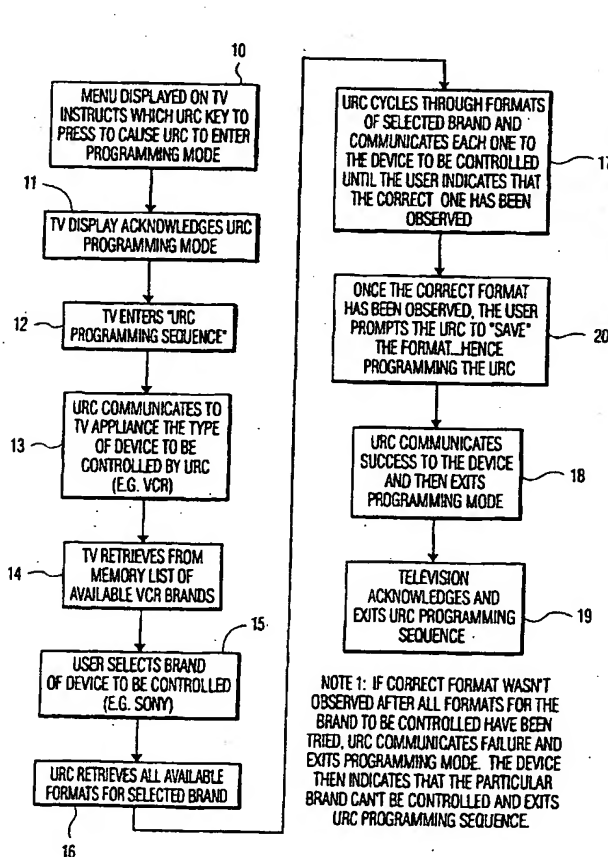 10
MENU DISPLAYED ON TV
INSTRUCTS WHICH URC KEY TO
PRESS TO CAUSE URC TO ENTER
PROGRAMMING MODE
11
TV DISPLAY ACKNOWLEDGES URC
PROGRAMMING MODE
12
TV ENTERS "URC
PROGRAMMING SEQUENCE"
13
URC COMMUNICATES TO
TV APPLIANCE THE TYPE
OF DEVICE TO BE
CONTROLLED BY URC
(E.G. VCR)
14
TV RETRIEVES FROM
MEMORY LIST OF
AVAILABLE VCR BRANDS
15
USER SELECTS BRAND
OF DEVICE TO BE CONTROLLED
(E.G. SONY)
URC RETRIEVES ALL AVAILABLE
FORMATS FOR SELECTED BRAND
16
URC CYCLES THROUGH FORMATS
OF SELECTED BRAND AND
COMMUNICATES EACH ONE TO
THE DEVICE TO BE CONTROLLED
UNTIL THE USER INDICATES THAT
THE CORRECT ONE HAS BEEN
OBSERVED
17
ONCE THE CORRECT FORMAT
HAS BEEN OBSERVED, THE USER
PROMPTS THE URC TO "SAVE"
THE FORMAT...HENCE
PROGRAMMING THE URC
20
URC COMMUNICATES
SUCCESS TO THE DEVICE
AND THEN EXITS
PROGRAMMING MODE
18
TELEVISION
ACKNOWLEDGES AND
EXITS URC PROGRAMMING
SEQUENCE
19
NOTE 1: IF CORRECT FORMAT WASN'T
OBSERVED AFTER ALL FORMATS FOR THE
BRAND TO BE CONTROLLED HAVE BEEN
TRIED, URC COMMUNICATES FAILURE AND
EXITS PROGRAMMING MODE. THE DEVICE
THEN INDICATES THAT THE PARTICULAR
BRAND CAN'T BE CONTROLLED AND EXITS
URC PROGRAMMING SEQUENCE.